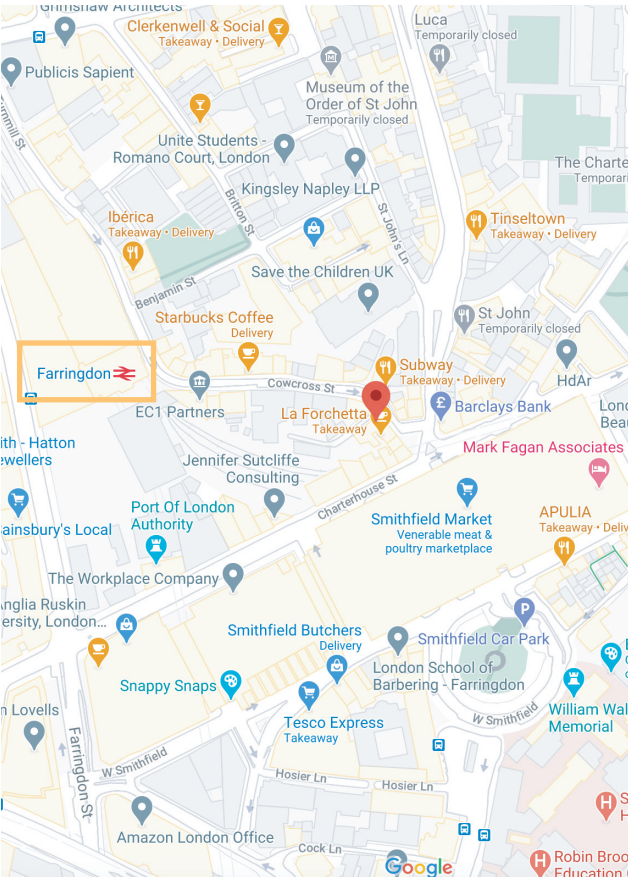 Grimshaw Architects
Clerkenwell & Social
Takeaway • Delivery
Luca
Temporarily closed
Publicis Sapient
Museum of the
Order of St John
Temporarily closed
Turnmill St
Unite Students -
Romano Court, London
The Charte
Temporari
Kingsley Napley LLP
Britton St
St John's Ln
Ibérica
Takeaway • Delivery
Tinseltown
Takeaway • Delivery
Save the Children UK
Benjamin St
Starbucks Coffee
Delivery
St John
Temporarily closed
Farringdon
Subway
Takeaway • Delivery
HdAr
Cowcross St
EC1 Partners
La Forchetta
Takeaway
Barclays Bank
Lond
Beau
ith - Hatton
ewellers
Mark Fagan Associates
Jennifer Sutcliffe
Consulting
Charterhouse St
Port Of London
Authority
Smithfield Market
Venerable meat &
poultry marketplace
APULIA
Takeaway • Deliv
ainsbury's Local
The Workplace Company
Anglia Ruskin
ersity, London...
Smithfield Butchers
Delivery
Smithfield Car Park
P
London School of
Barbering - Farringdon
Snappy Snaps
n Lovells
William Wal
Memorial
Tesco Express
Takeaway
W Smithfield
Farringdon St
W Smithfield
Hosier Ln
Hosier Ln
H
S
H
Amazon London Office
Cock Ln
Google
H
Robin Broo
Education